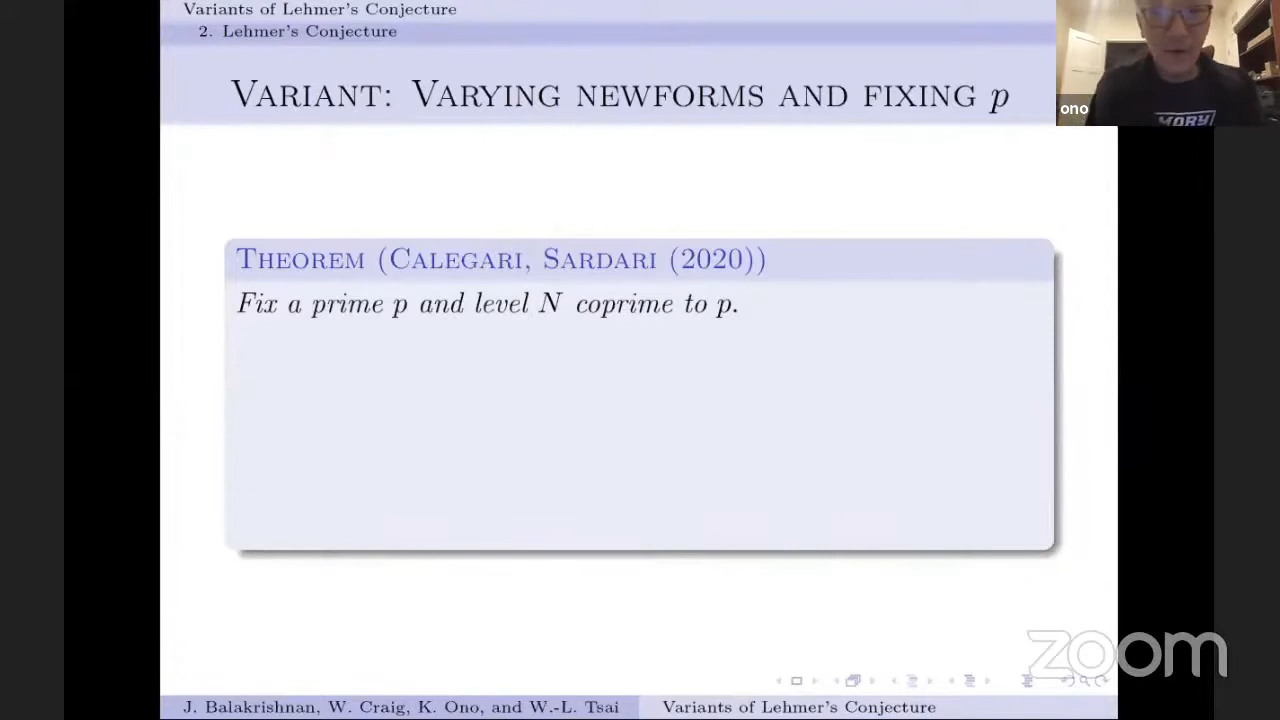 Variants of Lehmer's Conjecture
2. Lehmer's Conjecture
Variant: Varying newforms and fixing p
ono
MORY
Theorem (Calegari, Sardari (2020))
Fix a prime p and level N coprime to p.
zoom
J. Balakrishnan, W. Craig, K. Ono, and W.-L. Tsai
Variants of Lehmer's Conjecture